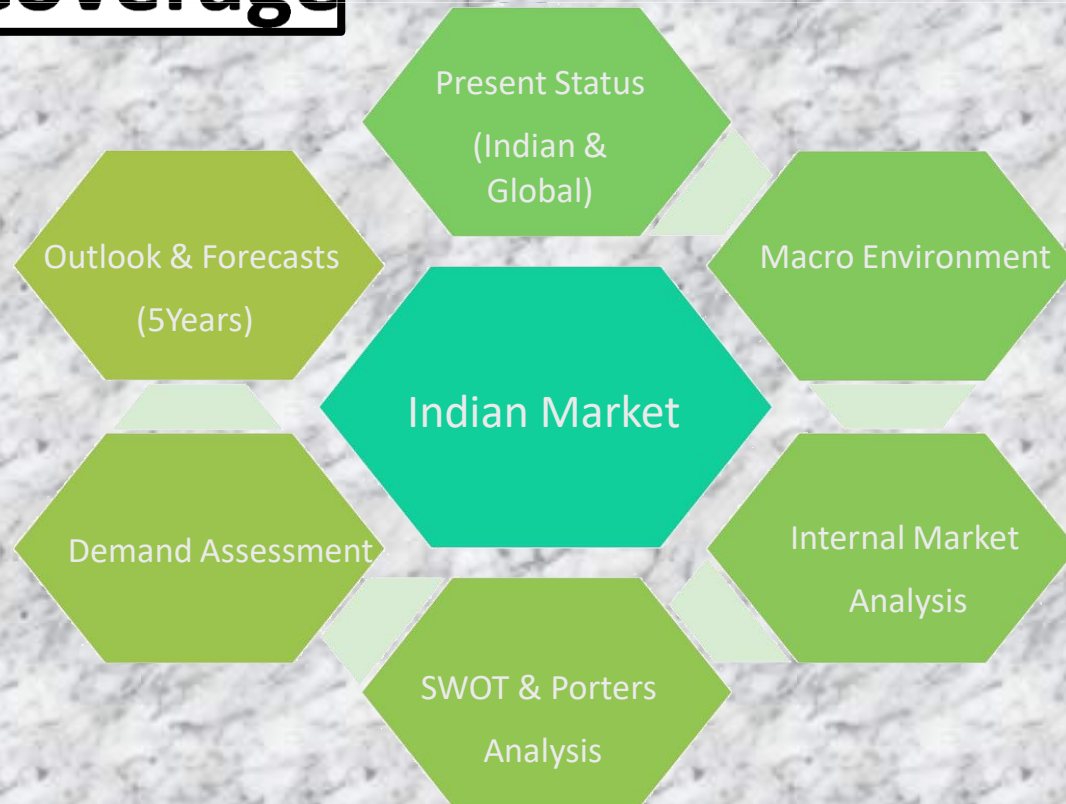 Coverage
Present Status
(Indian &
Global)
Macro Environment
Internal Market
Analysis
SWOT & Porters
Analysis
Demand Assessment
Outlook & Forecasts
(5Years)
Indian Market